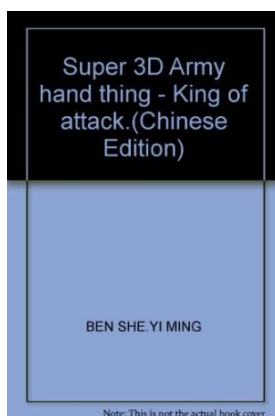 Super 3D Army
hand thing - King of
attack.(Chinese
Edition)
BEN SHE.YI MING
Note: This is not the actual book cover